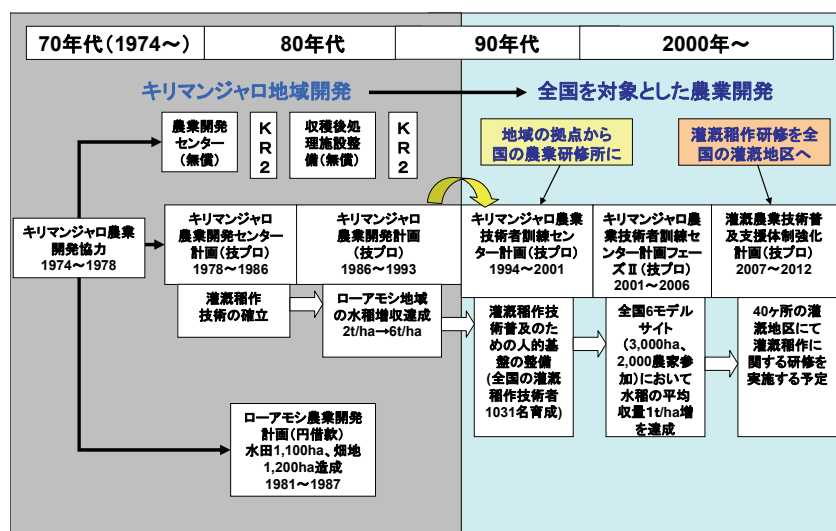 70年代(1974～)
80年代
90年代
2000年～
キリマンジャロ地域開発
全国を対象とした農業開発
農業開発
センター
(無償)
KR2
収穫後処
理施設整
備(無償)
KR2
地域の拠点から
国の農業研修所に
灌漑稲作研修を全
国の灌漑地区へ
キリマンジャロ農業
開発協力
1974～1978
キリマンジャロ
農業開発センター
計画(技プロ)
1978～1986
キリマンジャロ
農業開発計画
(技プロ)
1986～1993
キリマンジャロ農業
技術者訓練セン
ター計画(技プロ)
1994～2001
キリマンジャロ農
業技術者訓練セ
ンター計画フェー
ズⅡ(技プロ)
2001～2006
灌漑農業技術普
及支援体制強化
計画(技プロ)
2007～2012
灌漑稲作
技術の確立
ローアモシ地域
の水稲増収達成
2t/ha→6t/ha
灌漑稲作技
術普及のた
めの人的基
盤の整備
(全国の灌漑
稲作技術者
1031名育成)
全国6モデル
サイト
(3,000ha、
2,000農家参
加)において
水稲の平均
収量1t/ha増
を達成
40ヶ所の灌
漑地区にて
灌漑稲作に
関する研修を
実施する予定
ローアモシ農業開発
計画(円借款)
水田1,100ha、畑地
1,200ha造成
1981～1987